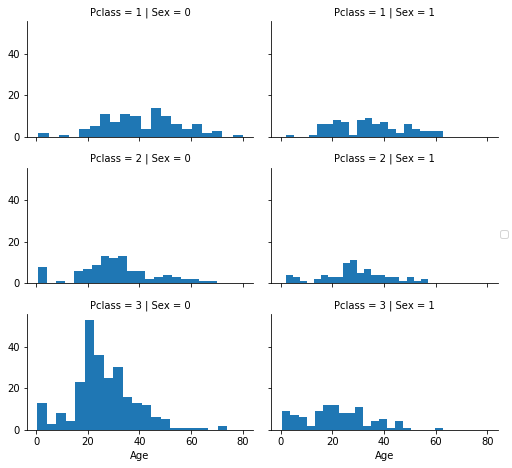 Pclass = 1 | Sex = 0
Pclass = 1 | Sex = 1
40
20
0
Pclass = 2 | Sex = 0
Pclass = 2 | Sex = 1
40
20
0
Pclass = 3 | Sex = 0
Pclass = 3 | Sex = 1
40
20
0
0 20 40 60 80
0 20 40 60 80
Age
Age